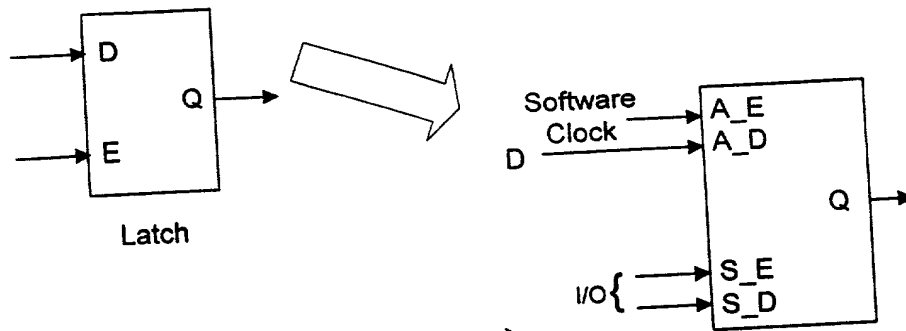 D
Q
E
Latch
Software
Clock
D
A_E
A_D
Q
I/O{
S_E
S_D